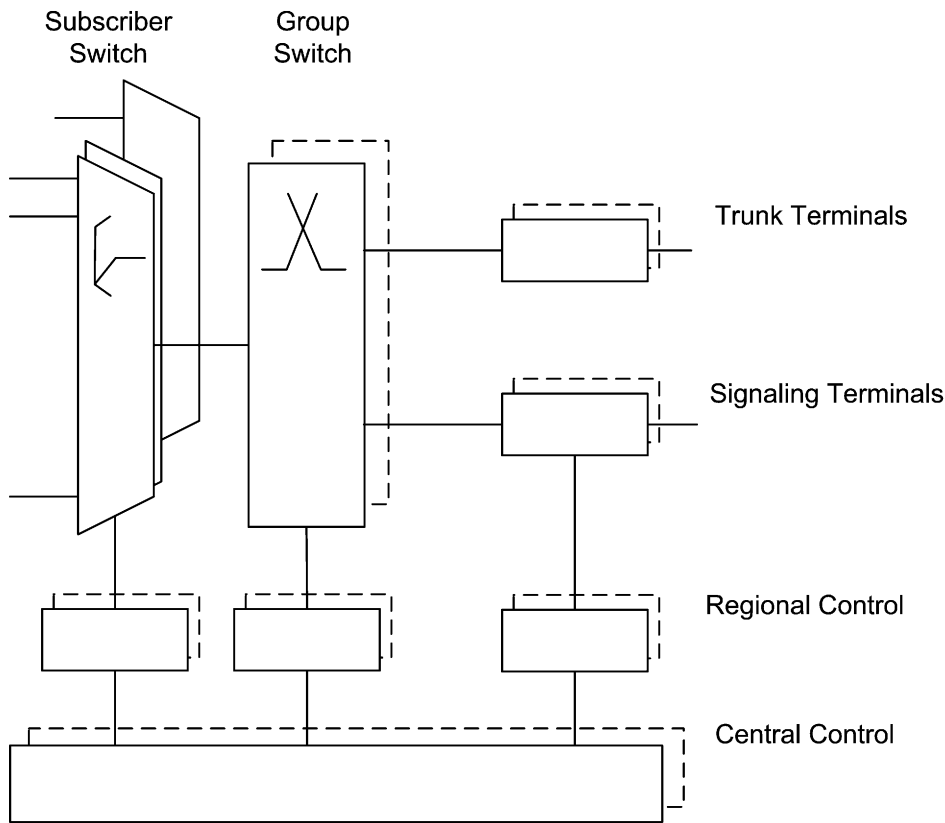 Subscriber
Switch
Group
Switch
Trunk Terminals
Signaling Terminals
Regional Control
Central Control